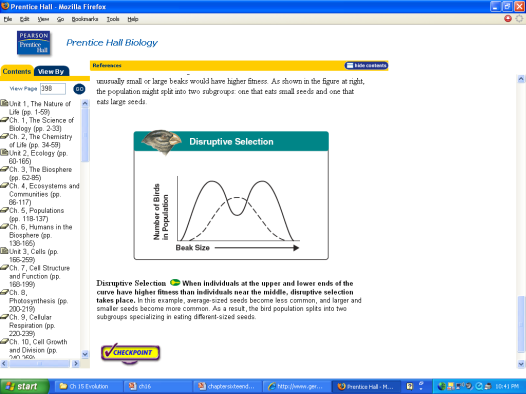 Prentice Hall - Mozilla Firefox
File Edit View Go Bookmarks Tools Help
PEARSON
Prentice
Hall
Prentice Hall Biology
Contents View By
References
hide contents
View Page 398 GO
Unit 1, The Nature of
Life (pp. 1-59)
Ch. 1, The Science of
Biology (pp. 2-33)
Ch. 2, The Chemistry
of Life (pp. 34-59)
Unit 2, Ecology (pp.
60-165)
Ch. 3, The Biosphere
(pp. 62-85)
Ch. 4, Ecosystems and
Communities (pp.
86-117)
Ch. 5, Populations
(pp. 118-137)
Ch. 6, Humans in the
Biosphere (pp.
138-165)
Unit 3, Cells (pp.
166-259)
Ch. 7, Cell Structure
and Function (pp.
168-199)
Ch. 8,
Photosynthesis (pp.
200-219)
Ch. 9, Cellular
Respiration (pp.
220-239)
Ch. 10, Cell Growth
and Division (pp.
240-259)
unusually small or large beaks would have higher fitness. As shown in the figure at right,
the population might split into two subgroups: one that eats small seeds and one that
eats large seeds.
Disruptive Selection
Number of Birds
in Population
Beak Size
Disruptive Selection When individuals at the upper and lower ends of the
curve have higher fitness than individuals near the middle, disruptive selection
takes place. In this example, average-sized seeds become less common, and larger and
smaller seeds become more common. As a result, the bird population splits into two
subgroups specializing in eating different-sized seeds.
CHECKPOINT
start
Ch 15 Evolution
ch16
chaptersixteend...
http://www.ger...
Prentice Hall - M...
10:41 PM